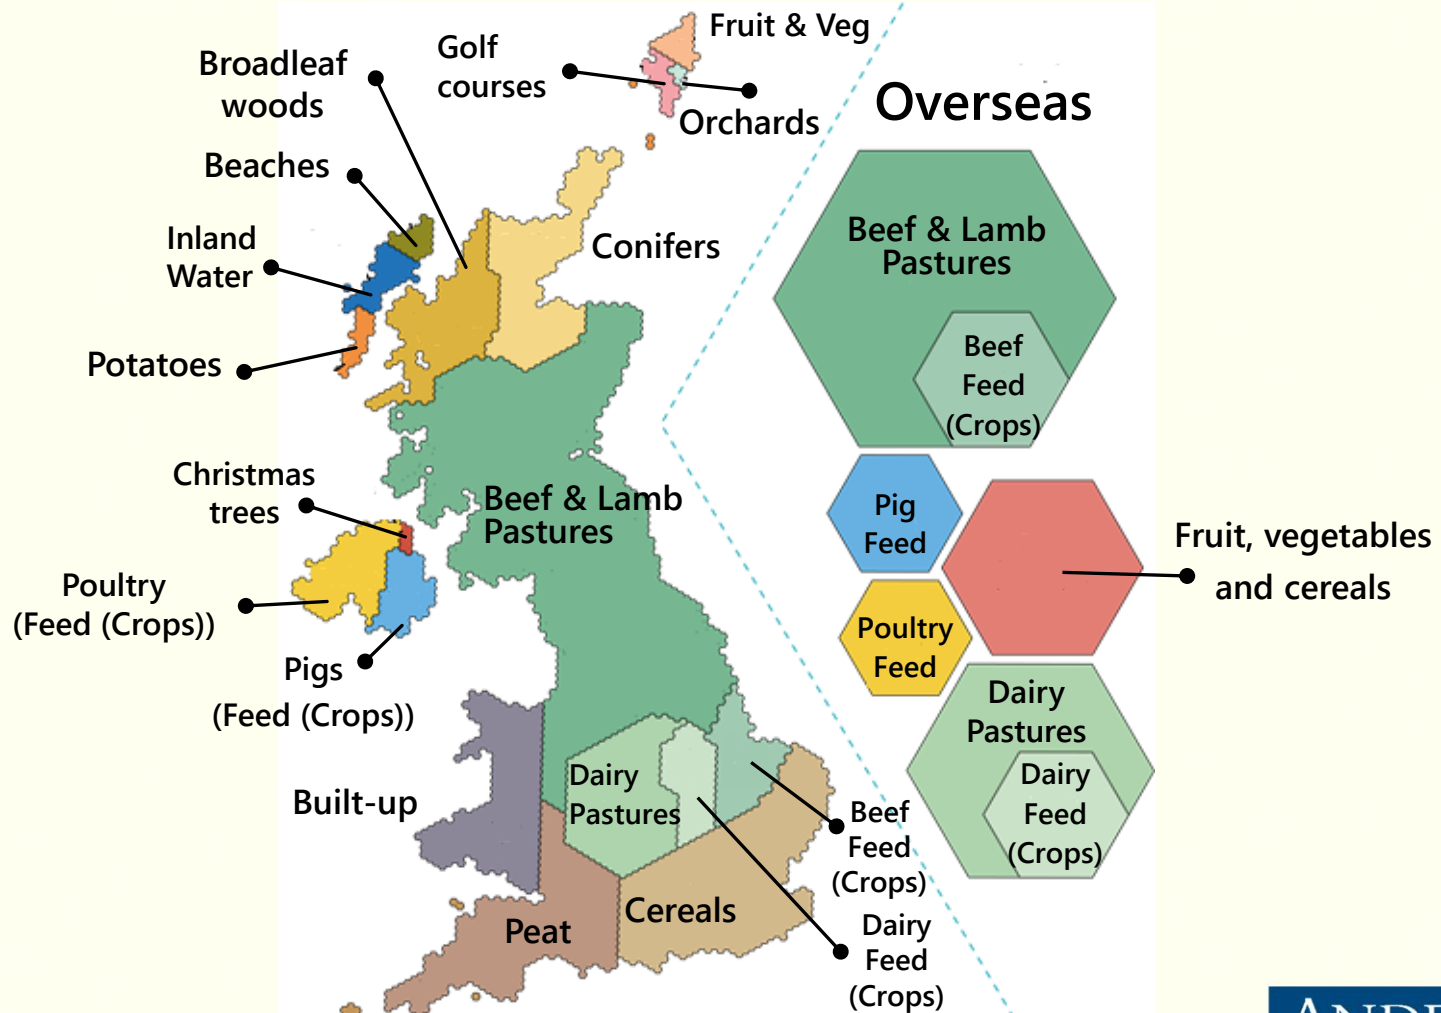 Fruit & Veg
Golf
courses
Orchards
Broadleaf
woods
Beaches
Inland
Water
Potatoes
Conifers
Christmas
trees
Beef & Lamb
Pastures
Poultry
(Feed (Crops))
Pigs
(Feed (Crops))
Built-up
Dairy
Pastures
Beef
Feed
(Crops)
Dairy
Feed
(Crops)
Peat
Cereals
Overseas
Beef & Lamb
Pastures
Beef
Feed
(Crops)
Pig
Feed
Fruit, vegetables
and cereals
Poultry
Feed
Dairy
Pastures
Dairy
Feed
(Crops)